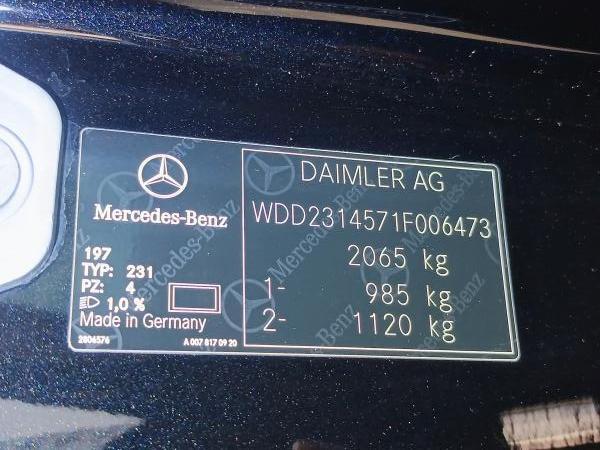 Mercedes-Benz
197
TYP: 231
PZ: 4
1,0 %
Made in Germany
2806576
A 007 817 09 20
DAIMLER AG
WDD2314571F006473
2065 kg
1- 985 kg
2- 1120 kg